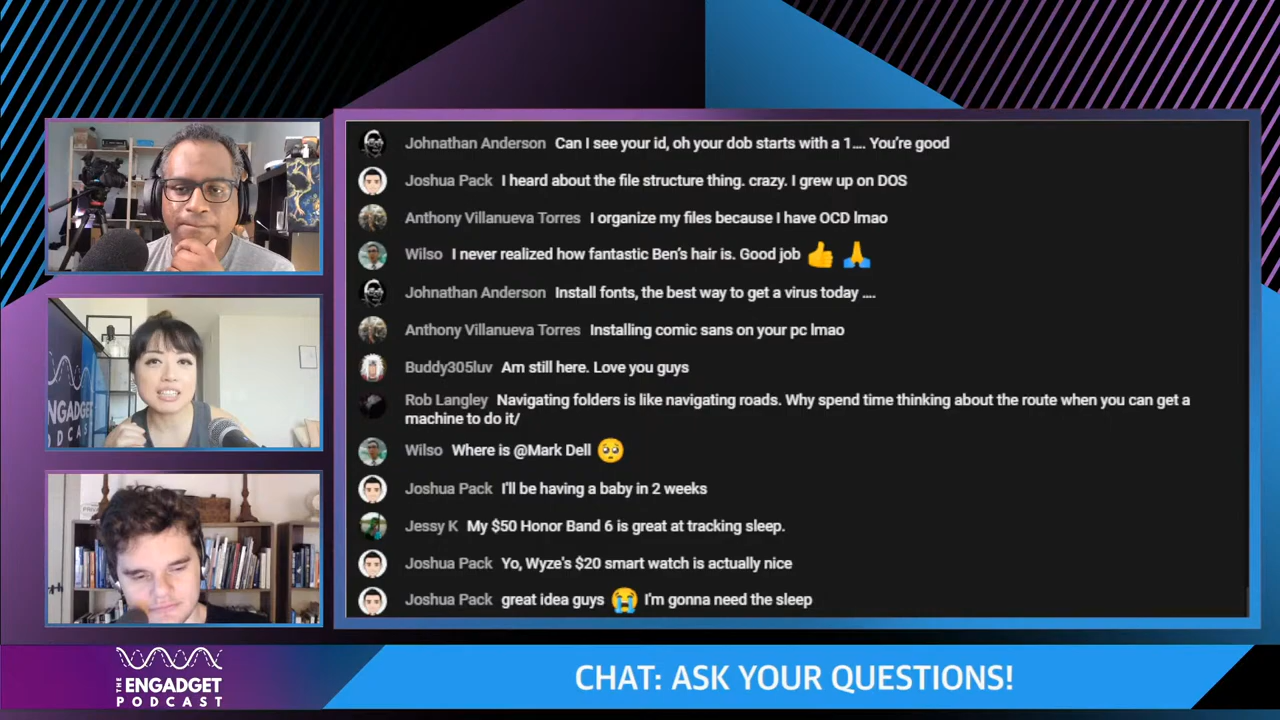 Johnathan Anderson Can I see your id, oh your dob starts with a 1.... You're good
Joshua Pack I heard about the file structure thing. crazy. I grew up on DOS
Anthony Villanueva Torres I organize my files because I have OCD lmao
Wilso I never realized how fantastic Ben's hair is. Good job 👍 🙏
Johnathan Anderson Install fonts, the best way to get a virus today ....
Anthony Villanueva Torres Installing comic sans on your pc lmao
Buddy305luv Am still here. Love you guys
Rob Langley Navigating folders is like navigating roads. Why spend time thinking about the route when you can get a
machine to do it/
Wilso Where is @Mark Dell 🥺
Joshua Pack I'll be having a baby in 2 weeks
Jessy K My $50 Honor Band 6 is great at tracking sleep.
Joshua Pack Yo, Wyze's $20 smart watch is actually nice
Joshua Pack great idea guys 😭 I'm gonna need the sleep
ENGADGET
PODCAST
THE
ENGADGET
PODCAST
CHAT: ASK YOUR QUESTIONS!